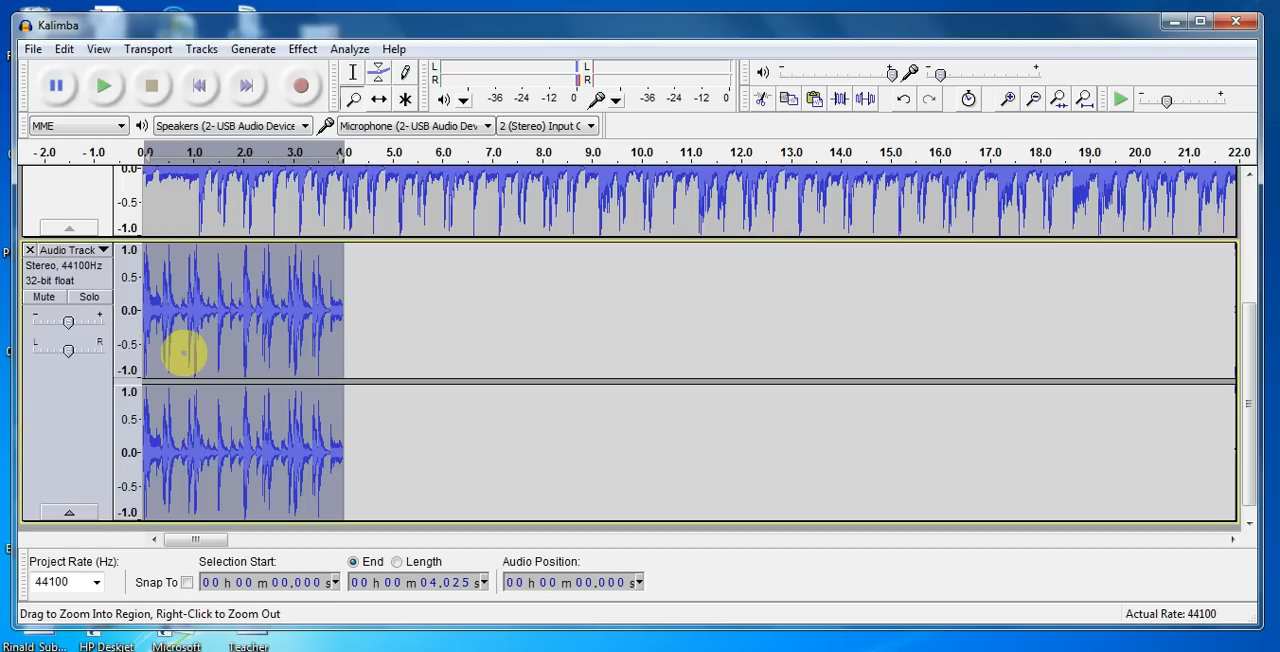 Kalimba
File Edit View Transport Tracks Generate Effect Analyze Help
L
R
-36 -24 -12 0
L
R
-36 -24 -12 0
- +
- +
- +
MME
Speakers (2- USB Audio Device
Microphone (2- USB Audio Dev
2 (Stereo) Input C
- 2.0 - 1.0 0.0 1.0 2.0 3.0 4.0 5.0 6.0 7.0 8.0 9.0 10.0 11.0 12.0 13.0 14.0 15.0 16.0 17.0 18.0 19.0 20.0 21.0 22.0
0.0-
-0.5-
-1.0
Audio Track
Stereo, 44100Hz
32-bit float
Mute Solo
- +
L R
1.0
0.5-
0.0-
-0.5-
-1.0
1.0
0.5-
0.0-
-0.5-
-1.0
Project Rate (Hz):
44100
Snap To
Selection Start:
00 h 00 m 00.000 s
End Length
00 h 00 m 04.025 s
Audio Position:
00 h 00 m 00.000 s
Drag to Zoom Into Region, Right-Click to Zoom Out
Actual Rate: 44100
Rinald_Sub... HP Deskjet Microsoft Teacher